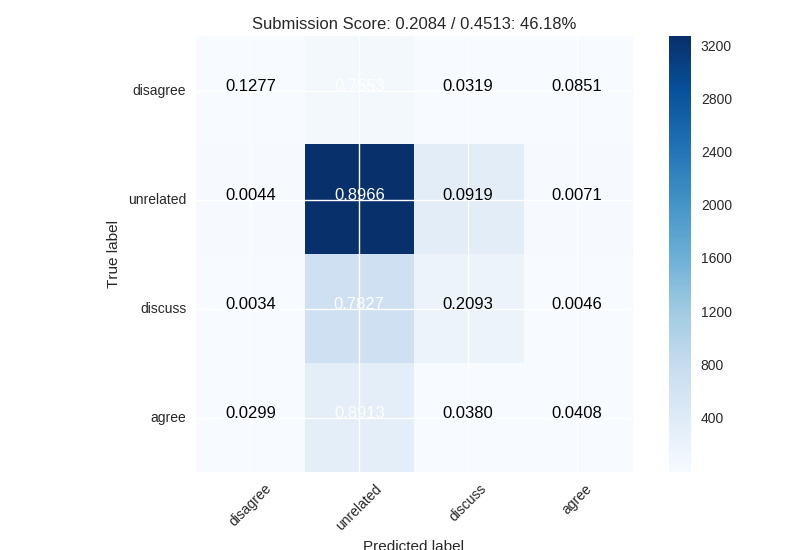 Submission Score: 0.2084 / 0.4513: 46.18%
disagree 0.1277 0.7553 0.0319 0.0851
unrelated 0.0044 0.8966 0.0919 0.0071
discuss 0.0034 0.7827 0.2093 0.0046
agree 0.0299 0.8913 0.0380 0.0408
disagree unrelated discuss agree
True label
Predicted label
3200
2800
2400
2000
1600
1200
800
400